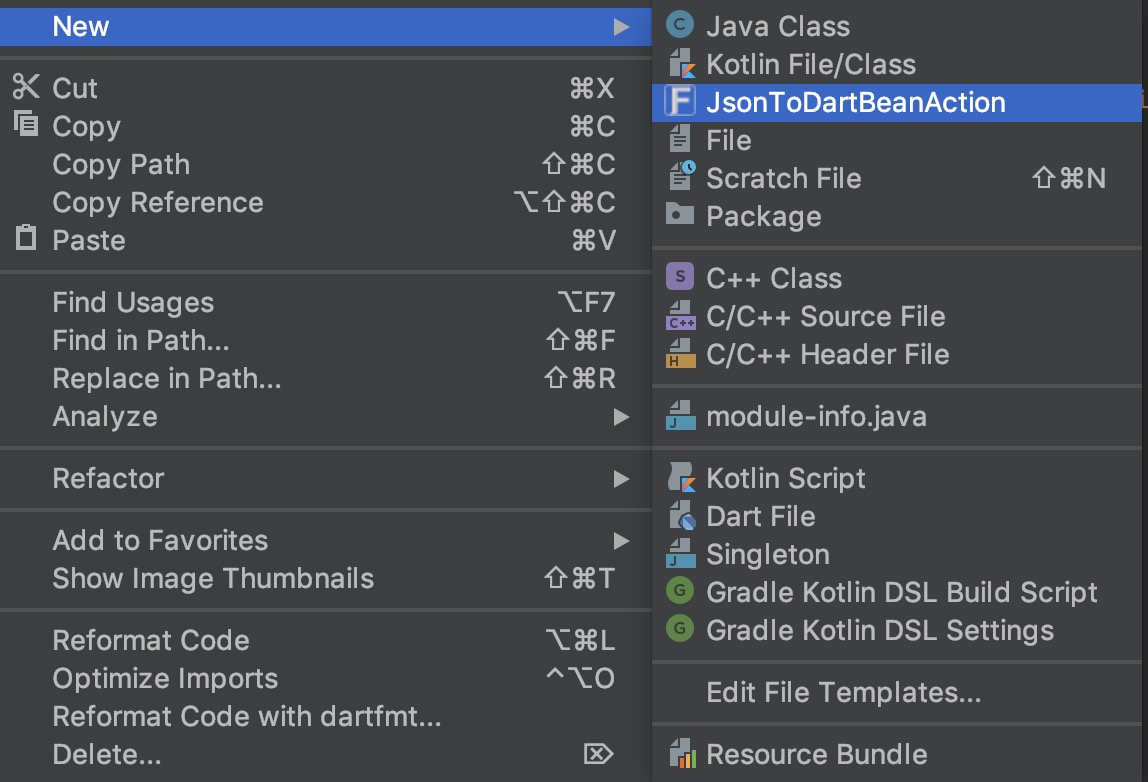 New
Cut ⌘X
Copy ⌘C
Copy Path ⇧⌘C
Copy Reference ⌥⇧⌘C
Paste ⌘V
Find Usages ⌥F7
Find in Path... ⇧⌘F
Replace in Path... ⇧⌘R
Analyze
Refactor
Add to Favorites
Show Image Thumbnails ⇧⌘T
Reformat Code ⌥⌘L
Optimize Imports ^⌥O
Reformat Code with dartfmt...
Delete... ⌦
C Java Class
Kotlin File/Class
F JsonToDartBeanAction
File
Scratch File ⇧⌘N
Package
S C++ Class
C++ C/C++ Source File
H C/C++ Header File
J module-info.java
Kotlin Script
Dart File
J Singleton
G Gradle Kotlin DSL Build Script
G Gradle Kotlin DSL Settings
Edit File Templates...
Resource Bundle